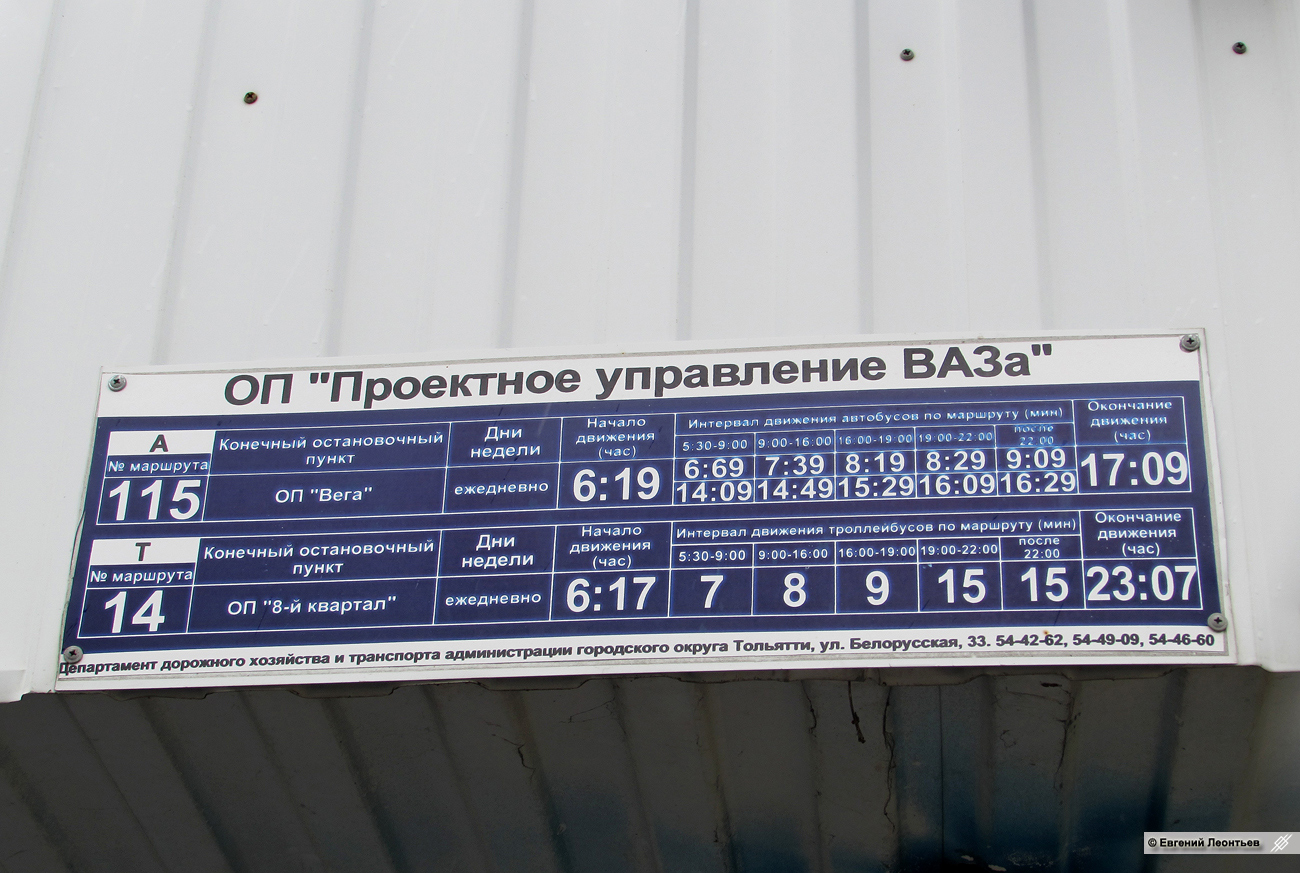 ОП "Проектное управление ВАЗа"
А
№ маршрута
115
Конечный остановочный
пункт
ОП "Вега"
Дни
недели
ежедневно
Начало
движения
(час)
6:19
Интервал движения автобусов по маршруту (мин)
5:30-9:00 9:00-16:00 16:00-19:00 19:00-22:00 после 22:00
6:69 7:39 8:19 8:29 9:09
14:09 14:49 15:29 16:09 16:29
Окончание
движения
(час)
17:09
Т
№ маршрута
14
Конечный остановочный
пункт
ОП "8-й квартал"
Дни
недели
ежедневно
Начало
движения
(час)
6:17
Интервал движения троллейбусов по маршруту (мин)
5:30-9:00 9:00-16:00 16:00-19:00 19:00-22:00 после 22:00
7 8 9 15 15
Окончание
движения
(час)
23:07
Департамент дорожного хозяйства и транспорта администрации городского округа Тольятти, ул. Белорусская, 33. 54-42-62, 54-49-09, 54-46-60
© Евгений Леонтьев